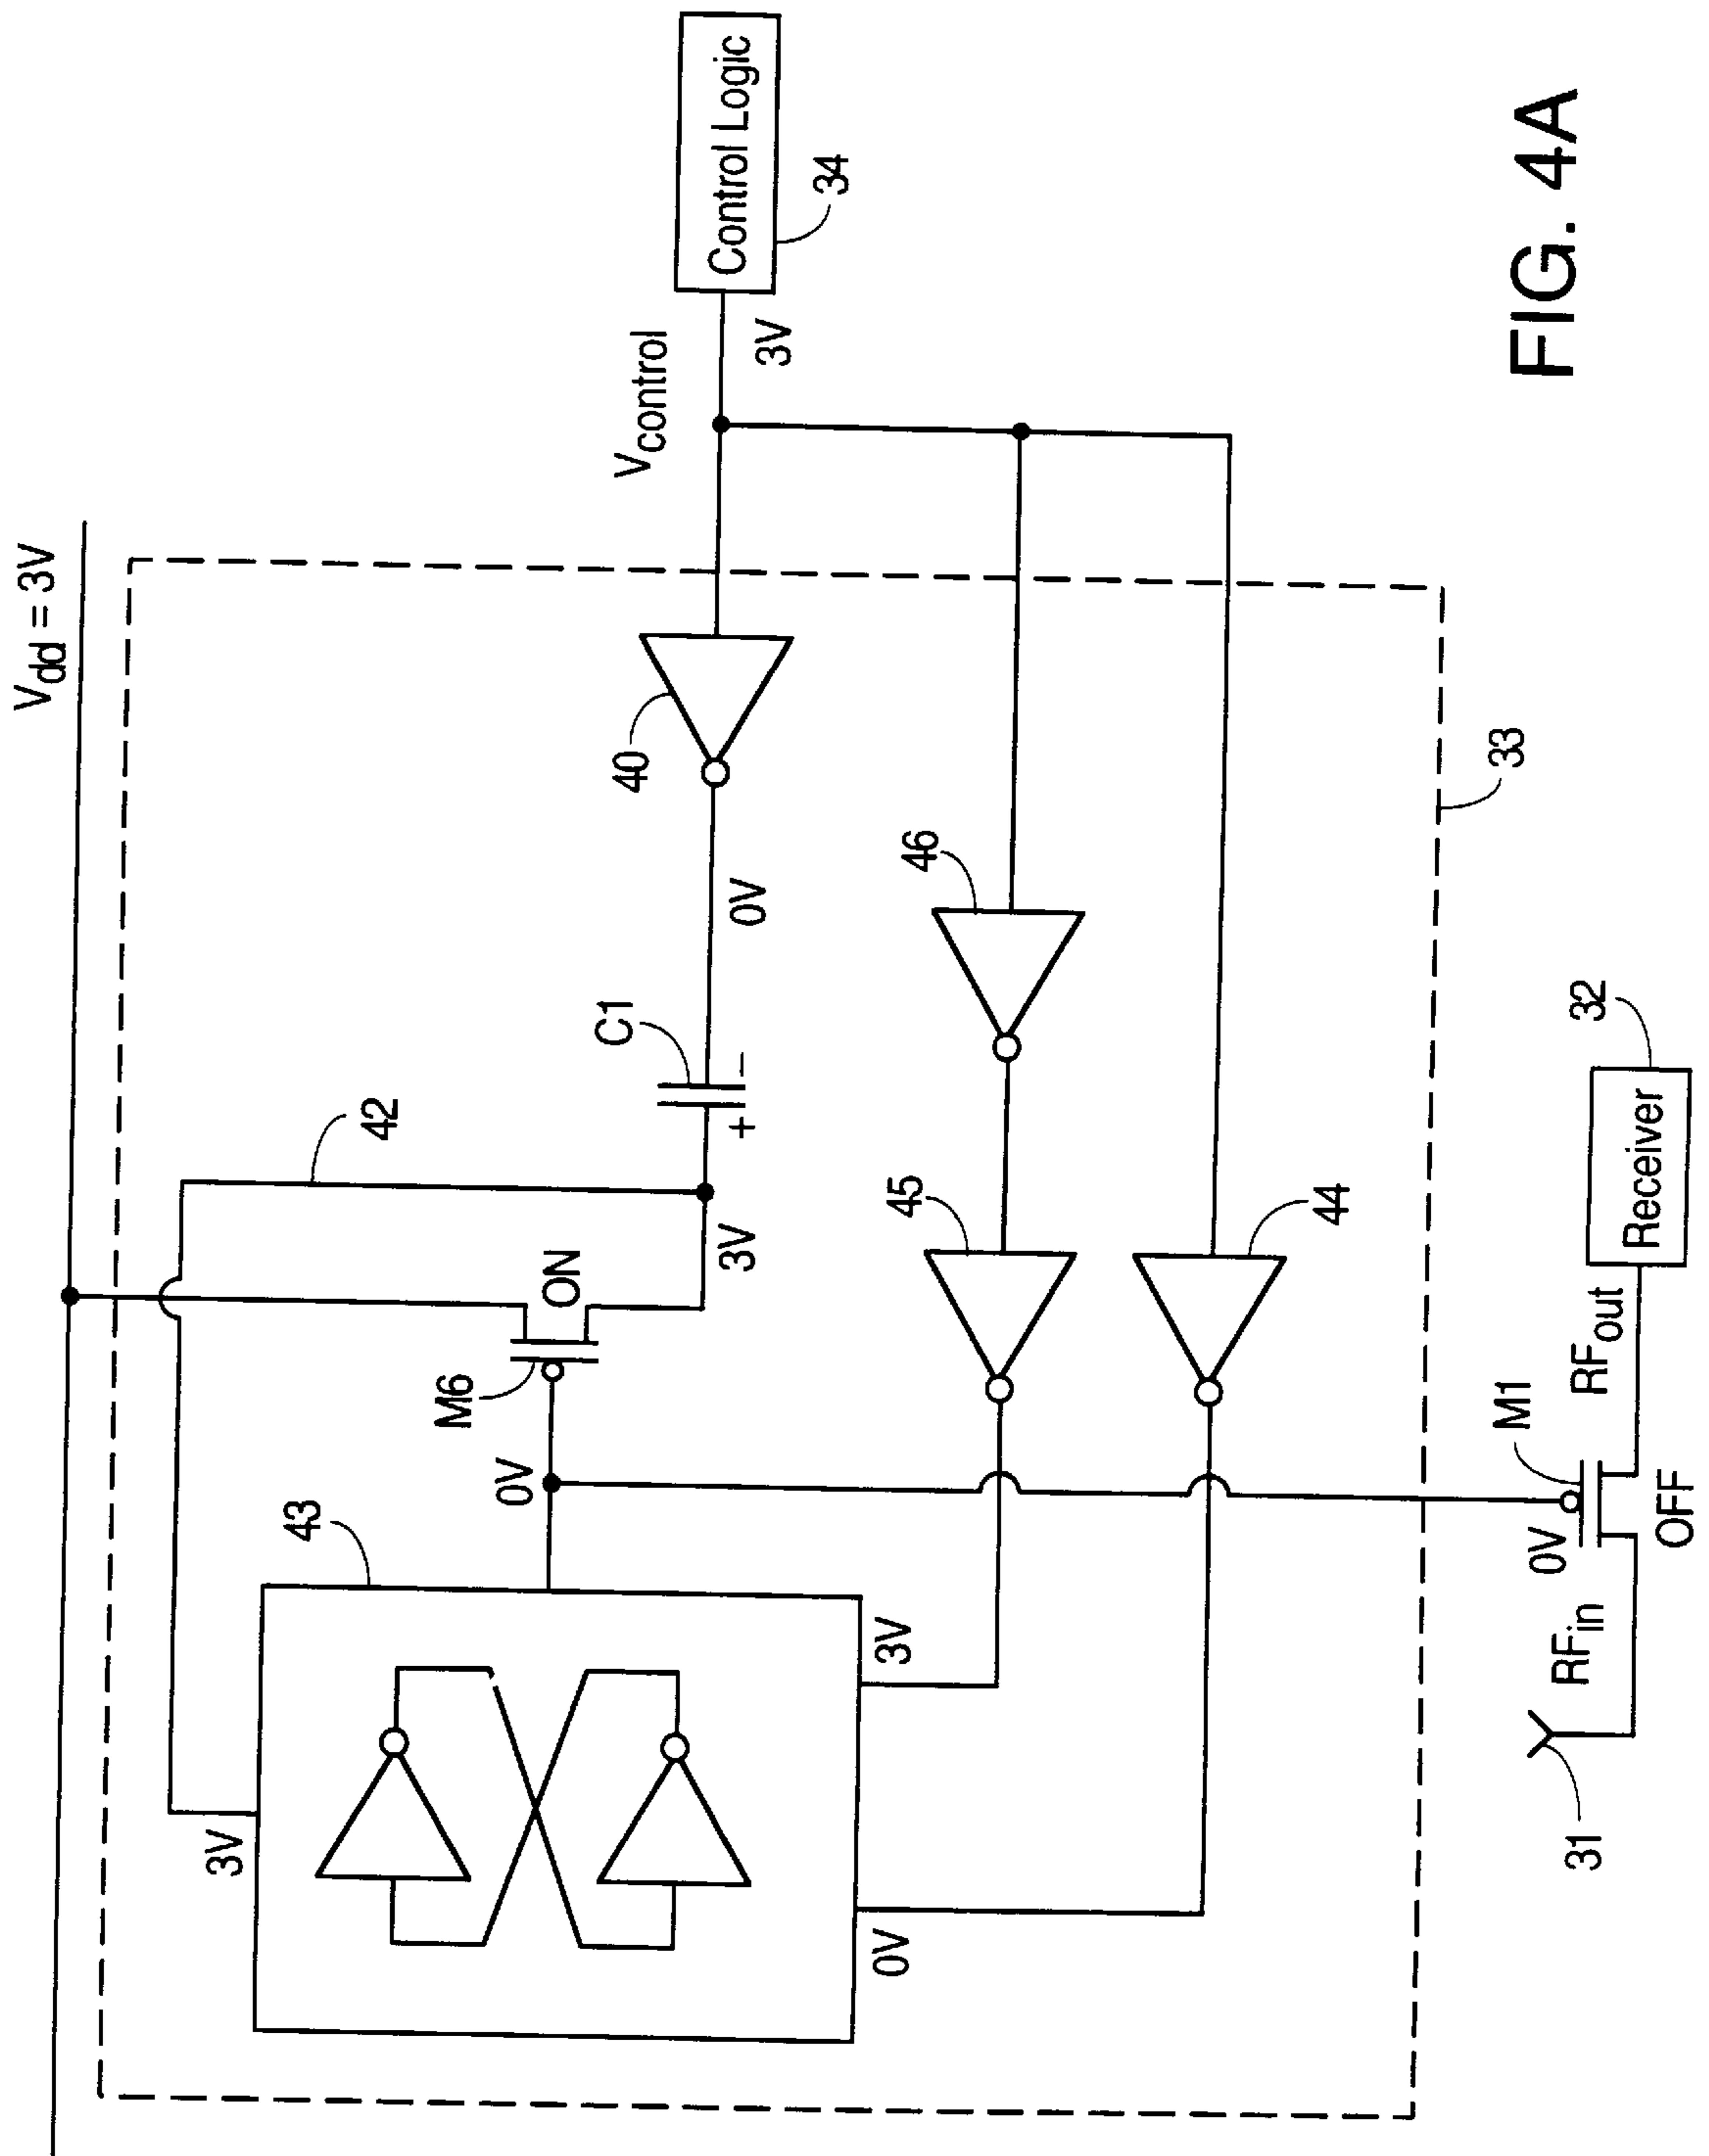 Vdd = 3V
42
43
3V
M6
ON
0V
3V
C1
+ −
0V
40
Vcontrol
3V
Control Logic
34
45
46
3V
0V
44
33
31
RFin
0V
M1
OFF
RFout
Receiver
32
FIG. 4A